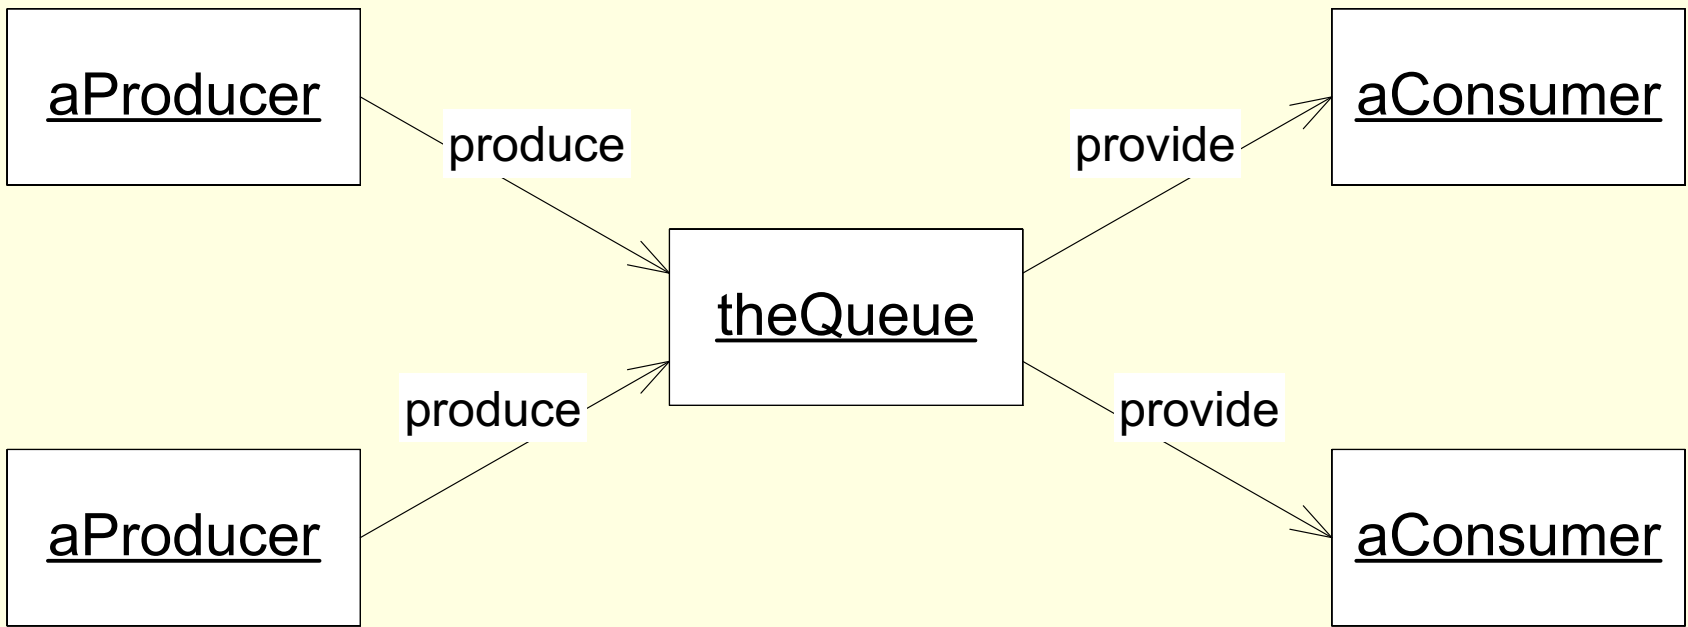 aProducer
aConsumer
produce
provide
theQueue
produce
provide
aProducer
aConsumer